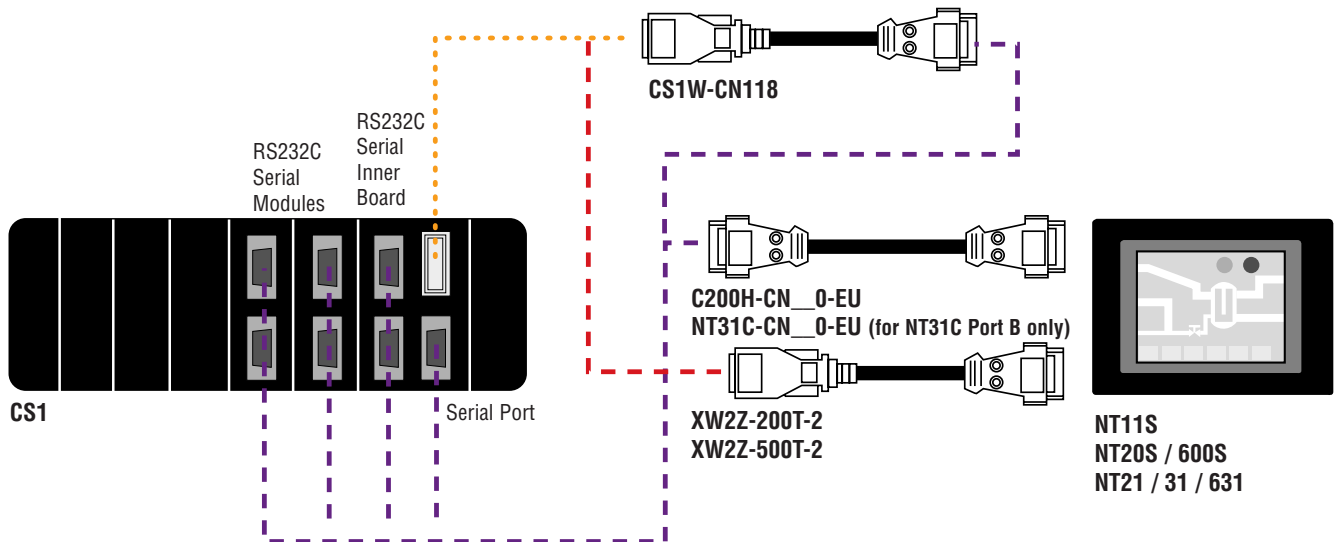 CS1W-CN118
RS232C
Serial
Inner
Board
RS232C
Serial
Modules
C200H-CN__0-EU
NT31C-CN__0-EU (for NT31C Port B only)
CS1
Serial Port
XW2Z-200T-2
XW2Z-500T-2
NT11S
NT20S / 600S
NT21 / 31 / 631